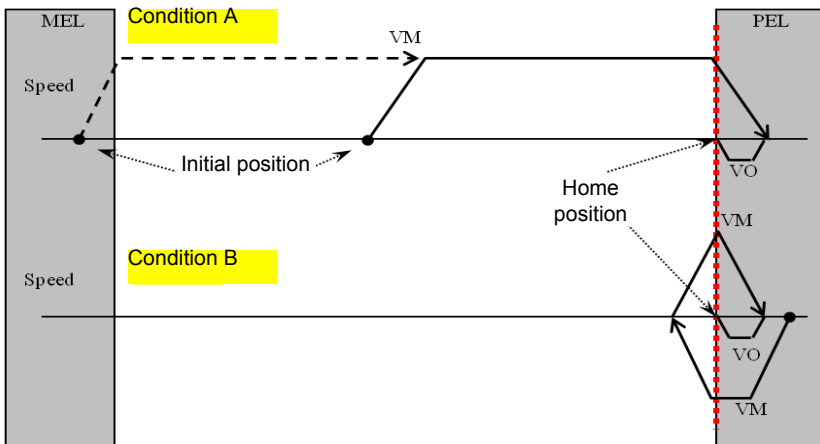 MEL
Condition A
PEL
VM
Speed
Initial position
VO
Home
position
VM
Condition B
Speed
VO
VM